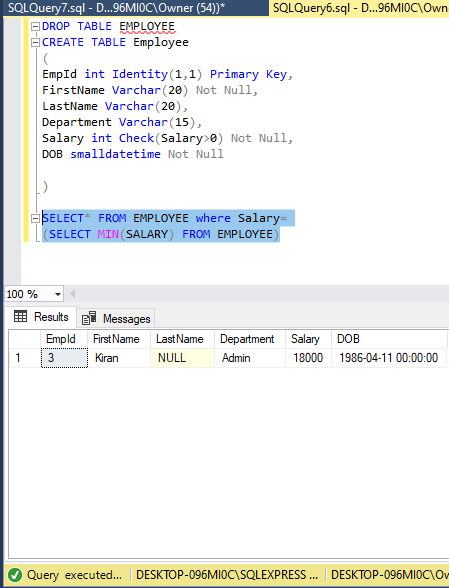 SQLQuery7.sql - D...96MI0C\Owner (54))*
SQLQuery6.sql - D...96MI0C\Own
DROP TABLE EMPLOYEE
CREATE TABLE Employee
(
EmpId int Identity(1,1) Primary Key,
FirstName Varchar(20) Not Null,
LastName Varchar(20),
Department Varchar(15),
Salary int Check(Salary>0) Not Null,
DOB smalldatetime Not Null
)
SELECT* FROM EMPLOYEE where Salary=
(SELECT MIN(SALARY) FROM EMPLOYEE)
100 %
Results Messages
EmpId FirstName LastName Department Salary DOB
1 3 Kiran NULL Admin 18000 1986-04-11 00:00:00
Query executed... DESKTOP-096MI0C\SQLEXPRESS ... DESKTOP-096MI0C\Ov